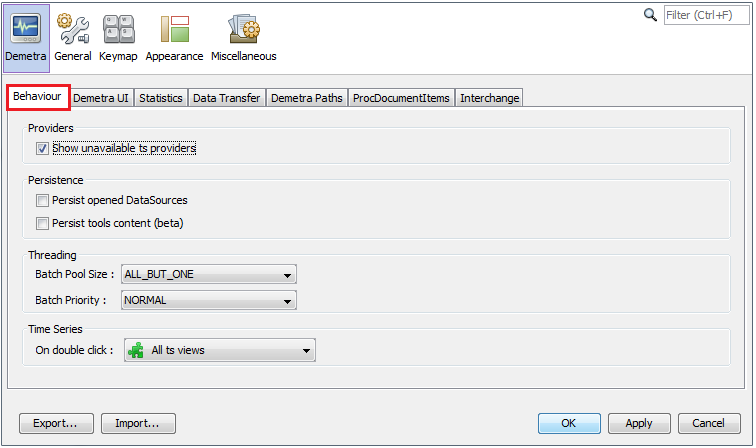 Filter (Ctrl+F)
Demetra General Keymap Appearance Miscellaneous
Behaviour Demetra UI Statistics Data Transfer Demetra Paths ProcDocumentItems Interchange
Providers
Show unavailable ts providers
Persistence
Persist opened DataSources
Persist tools content (beta)
Threading
Batch Pool Size : ALL_BUT_ONE
Batch Priority : NORMAL
Time Series
On double click : All ts views
Export... Import... OK Apply Cancel